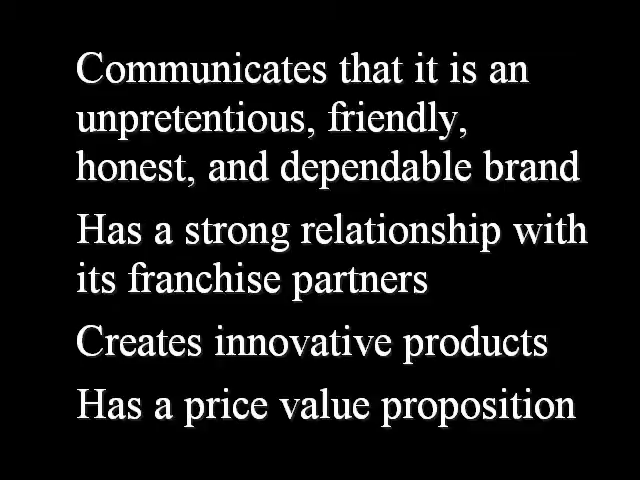 Communicates that it is an
unpretentious, friendly,
honest, and dependable brand
Has a strong relationship with
its franchise partners
Creates innovative products
Has a price value proposition